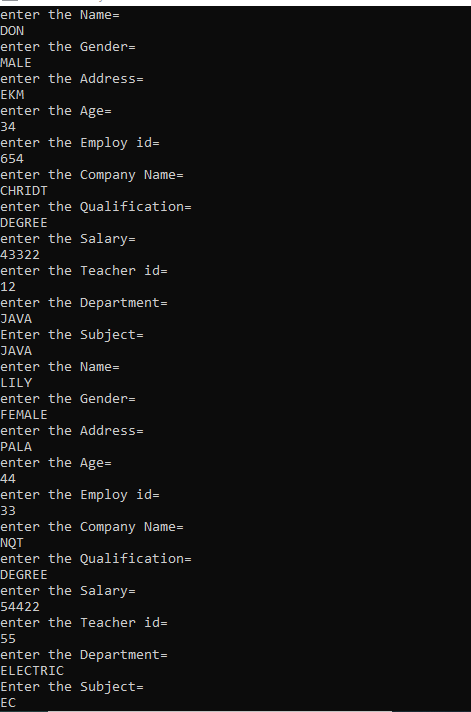 enter the Name=
DON
enter the Gender=
MALE
enter the Address=
EKM
enter the Age=
34
enter the Employ id=
654
enter the Company Name=
CHRIDT
enter the Qualification=
DEGREE
enter the Salary=
43322
enter the Teacher id=
12
enter the Department=
JAVA
Enter the Subject=
JAVA
enter the Name=
LILY
enter the Gender=
FEMALE
enter the Address=
PALA
enter the Age=
44
enter the Employ id=
33
enter the Company Name=
NQT
enter the Qualification=
DEGREE
enter the Salary=
54422
enter the Teacher id=
55
enter the Department=
ELECTRIC
Enter the Subject=
EC